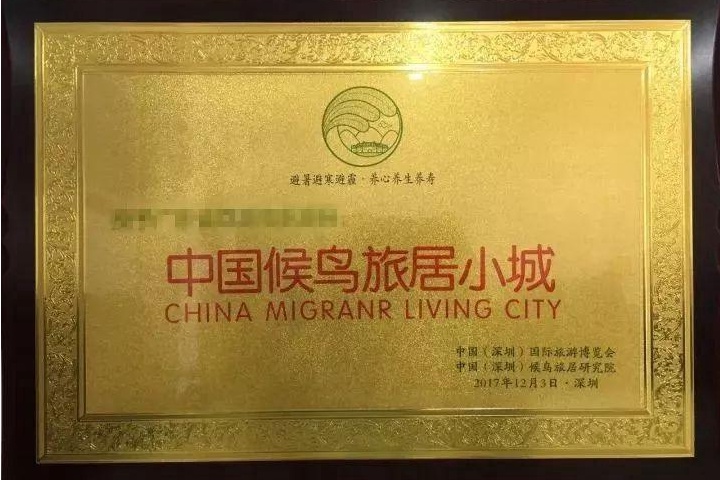 避暑避寒避霾·养心养生养寿
中国候鸟旅居小城
CHINA MIGRANR LIVING CITY
中国（深圳）国际旅游博览会
中国（深圳）候鸟旅居研究院
2017年12月3日·深圳